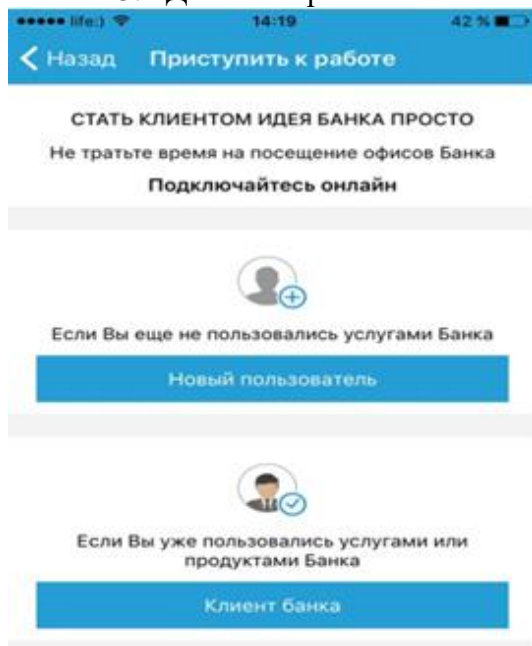 life:) 14:19 42 %
Назад Приступить к работе
СТАТЬ КЛИЕНТОМ ИДЕЯ БАНКА ПРОСТО
Не тратьте время на посещение офисов Банка
Подключайтесь онлайн
Если Вы еще не пользовались услугами Банка
Новый пользователь
Если Вы уже пользовались услугами или
продуктами Банка
Клиент банка